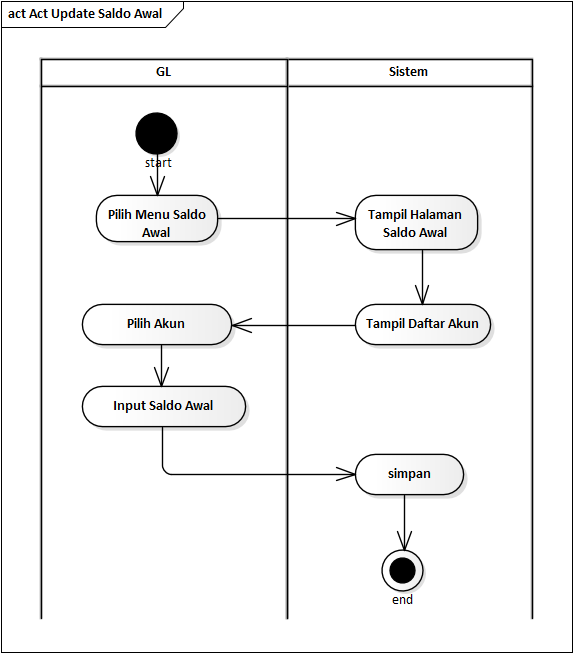 act Act Update Saldo Awal
GL
Sistem
start
Pilih Menu Saldo
Awal
Tampil Halaman
Saldo Awal
Tampil Daftar Akun
Pilih Akun
Input Saldo Awal
simpan
end